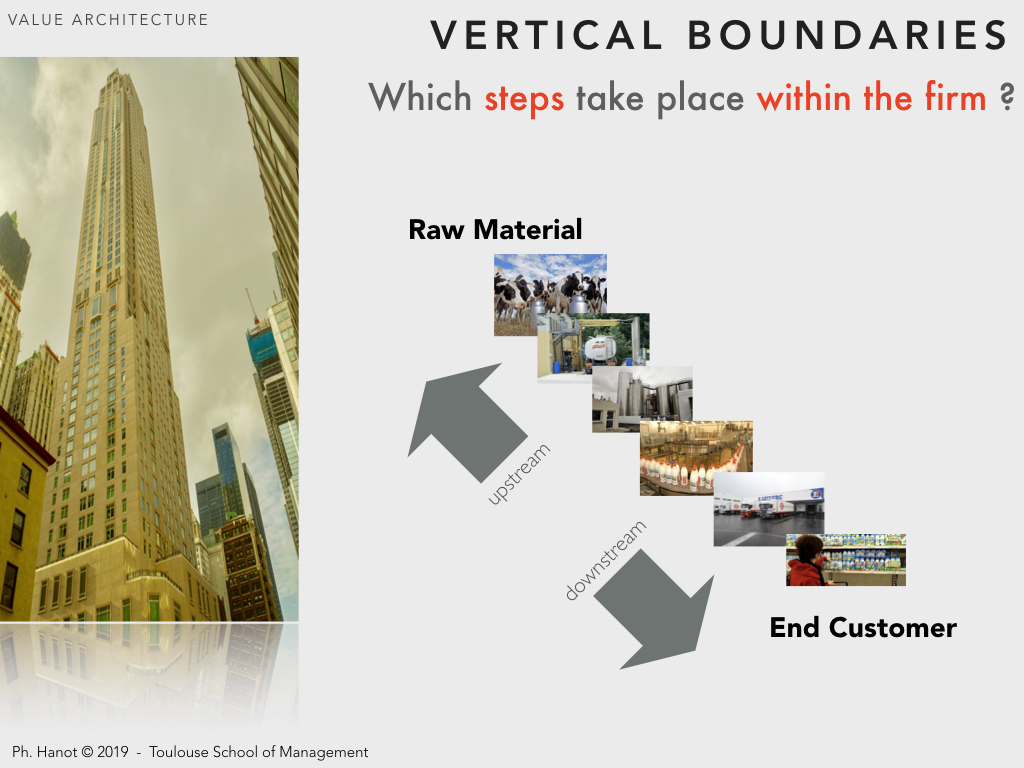 VALUE ARCHITECTURE
VERTICAL BOUNDARIES
Which steps take place within the firm ?
Raw Material
upstream
downstream
E.LECLERC
End Customer
Ph. Hanot © 2019 - Toulouse School of Management